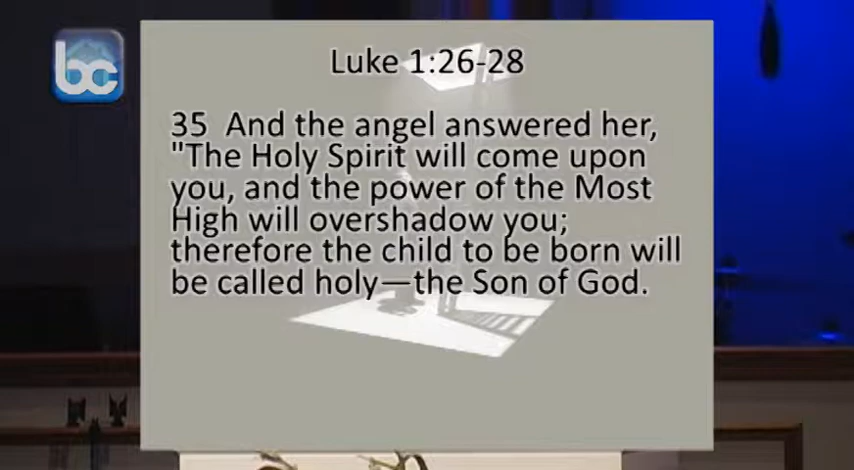 bc
Luke 1:26-28
35 And the angel answered her,
"The Holy Spirit will come upon
you, and the power of the Most
High will overshadow you;
therefore the child to be born will
be called holy—the Son of God.